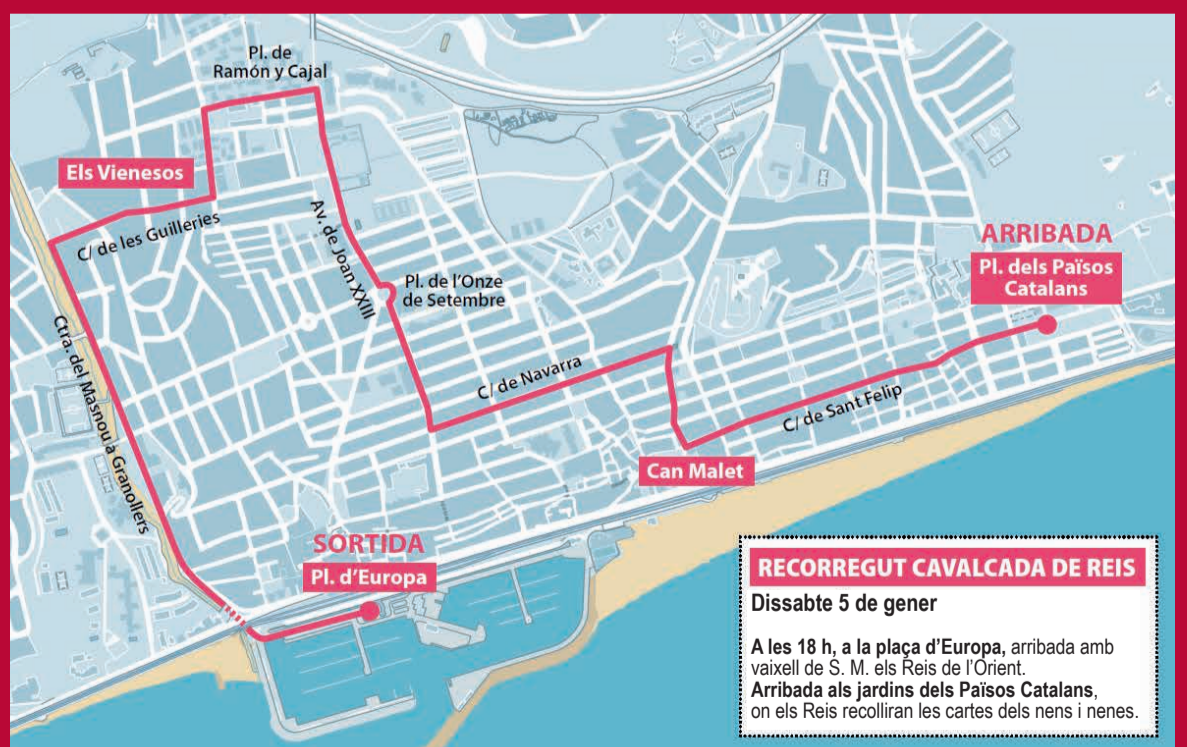 Pl. de
Ramón y Cajal
Els Vienesos
C/ de les Guilleries
Av. de Joan XXIII
Pl. de l'Onze
de Setembre
ARRIBADA
Pl. dels Països
Catalans
Ctra. del Masnou a Granollers
C/ de Navarra
C/ de Sant Felip
Can Malet
SORTIDA
Pl. d'Europa
RECORREGUT CAVALCADA DE REIS
Dissabte 5 de gener
A les 18 h, a la plaça d'Europa, arribada amb
vaixell de S. M. els Reis de l'Orient.
Arribada als jardins dels Països Catalans,
on els Reis recolliran les cartes dels nens i nenes.